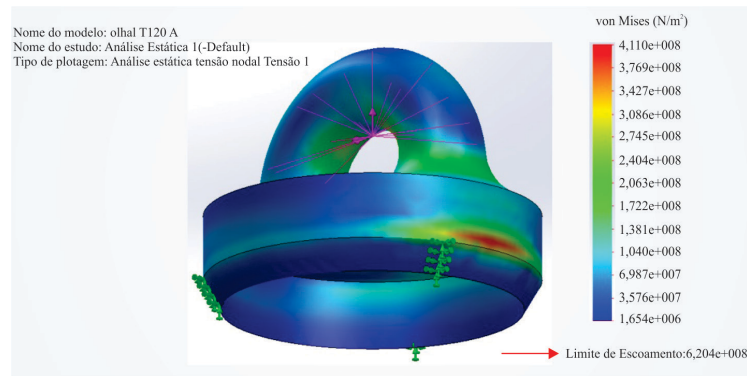 Nome do modelo: olhal T120 A
Nome do estudo: Análise Estática 1(-Default)
Tipo de plotagem: Análise estática tensão nodal Tensão 1
von Mises (N/m²)
4,110e+008
3,769e+008
3,427e+008
3,086e+008
2,745e+008
2,404e+008
2,063e+008
1,722e+008
1,381e+008
1,040e+008
6,987e+007
3,576e+007
1,654e+006
Limite de Escoamento:6,204e+008